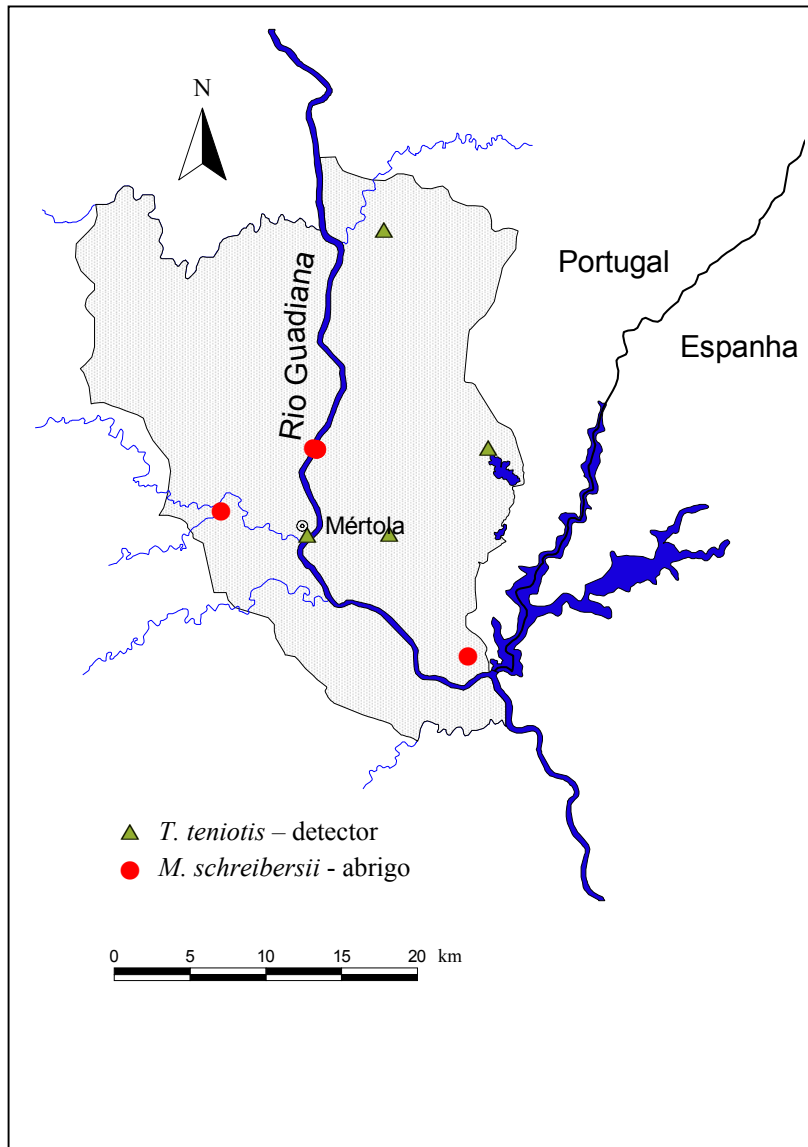 N
Portugal
Espanha
Rio Guadiana
Mértola
T. teniotis – detector
M. schreibersii - abrigo
0 5 10 15 20 km